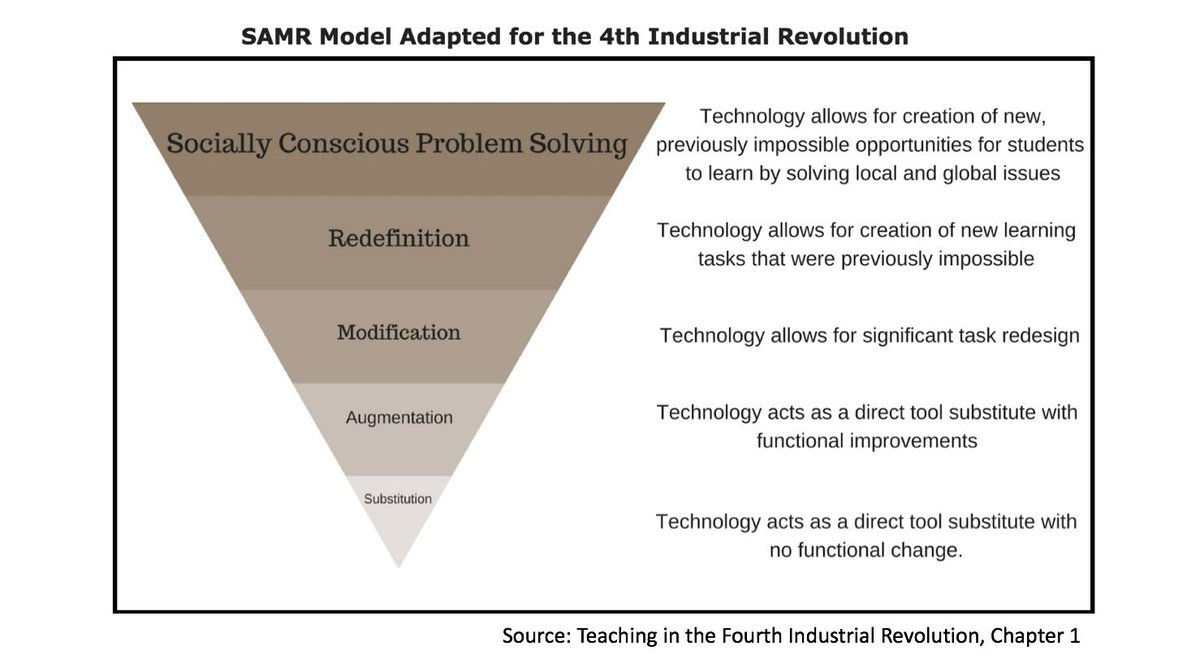 SAMR Model Adapted for the 4th Industrial Revolution
Socially Conscious Problem Solving
Technology allows for creation of new,
previously impossible opportunities for students
to learn by solving local and global issues
Redefinition
Technology allows for creation of new learning
tasks that were previously impossible
Modification
Technology allows for significant task redesign
Augmentation
Technology acts as a direct tool substitute with
functional improvements
Substitution
Technology acts as a direct tool substitute with
no functional change.
Source: Teaching in the Fourth Industrial Revolution, Chapter 1